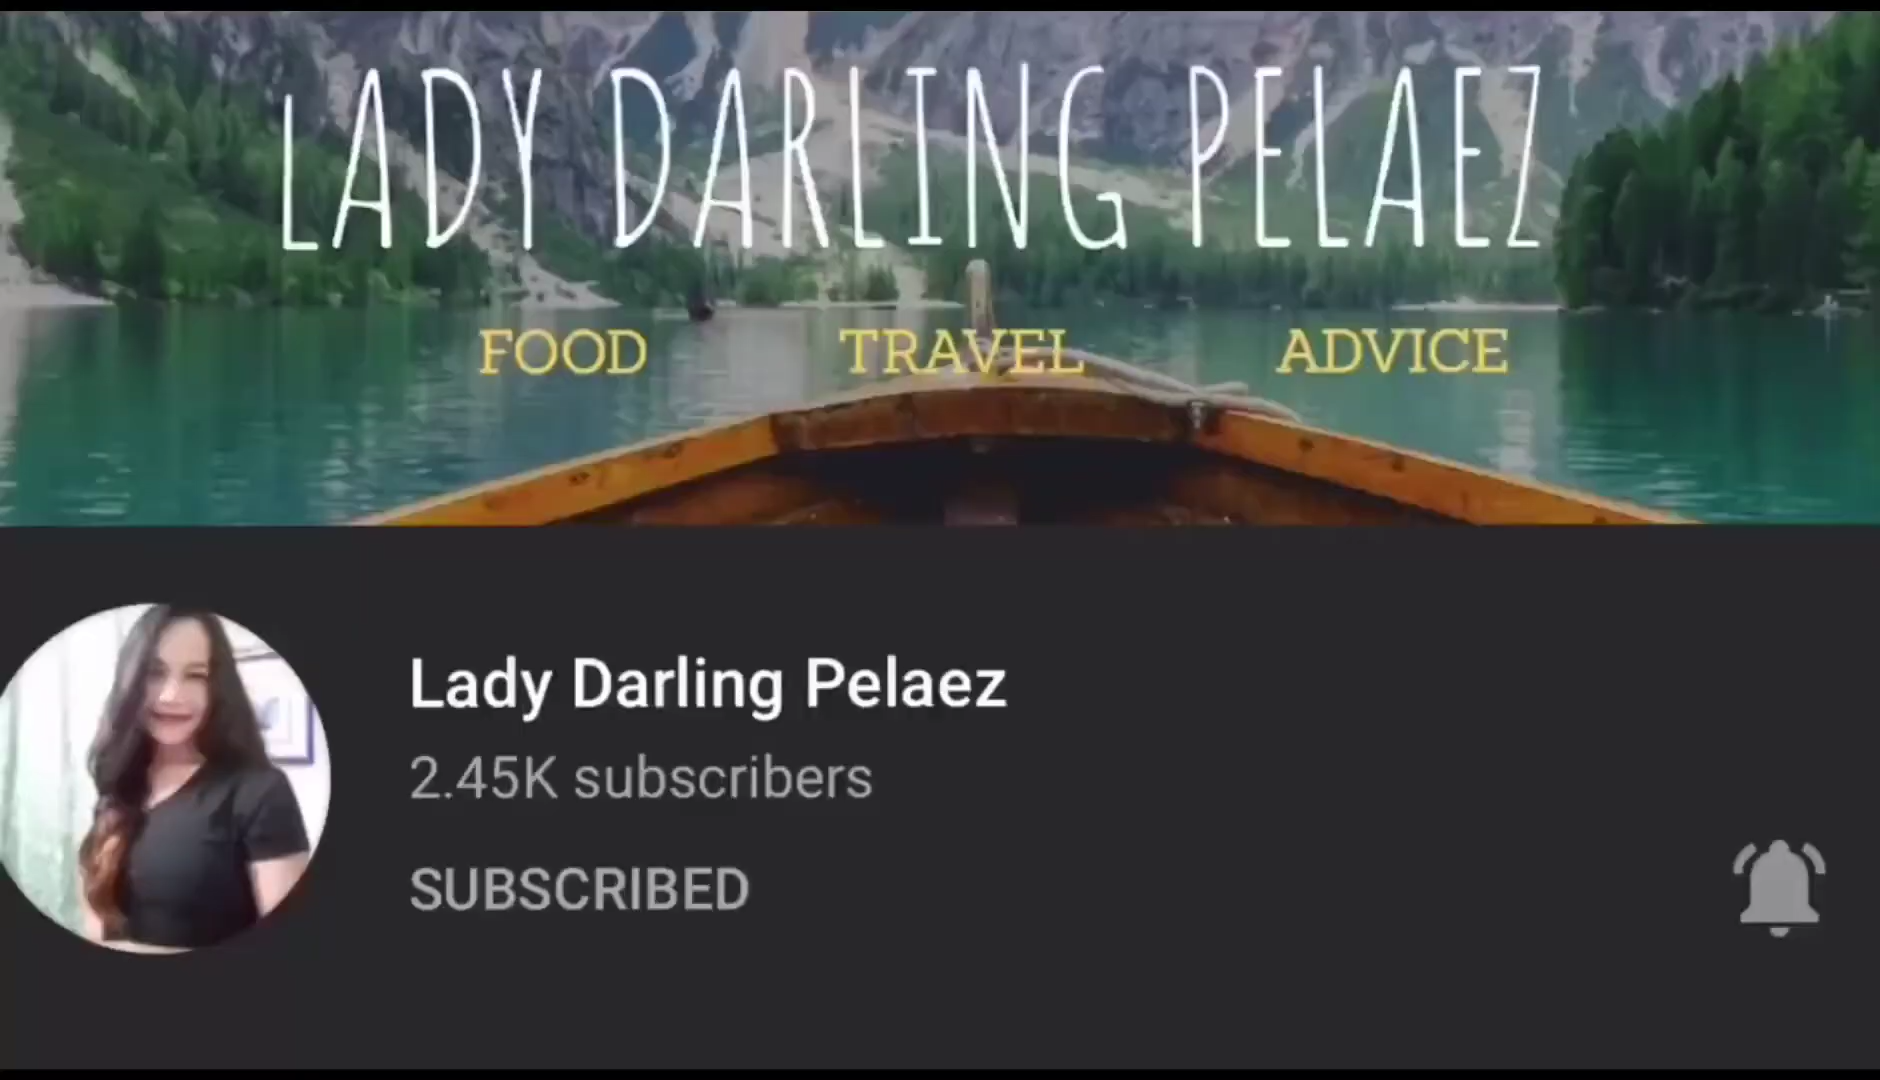 LADY DARLING PELAEZ
FOOD TRAVEL ADVICE
Lady Darling Pelaez
2.45K subscribers
SUBSCRIBED